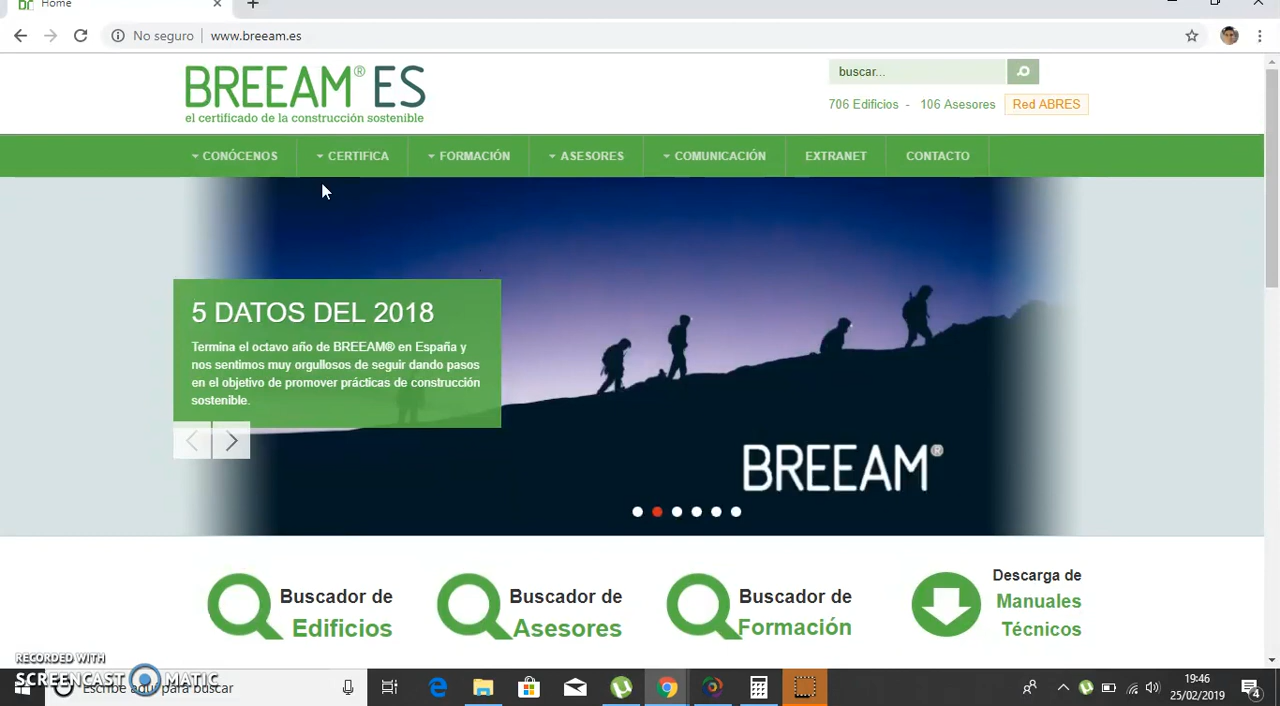 Home
No seguro
www.breeam.es
BREEAM® ES
el certificado de la construcción sostenible
buscar...
706 Edificios - 106 Asesores
Red ABRES
CONÓCENOS
CERTIFICA
FORMACIÓN
ASESORES
COMUNICACIÓN
EXTRANET
CONTACTO
5 DATOS DEL 2018
Termina el octavo año de BREEAM® en España y
nos sentimos muy orgullosos de seguir dando pasos
en el objetivo de promover prácticas de construcción
sostenible.
BREEAM®
Buscador de
Edificios
Buscador de
Asesores
Buscador de
Formación
Descarga de
Manuales
Técnicos
RECORDED WITH
SCREENCAST MATIC
Escribe aquí para buscar
19:46
25/02/2019
4